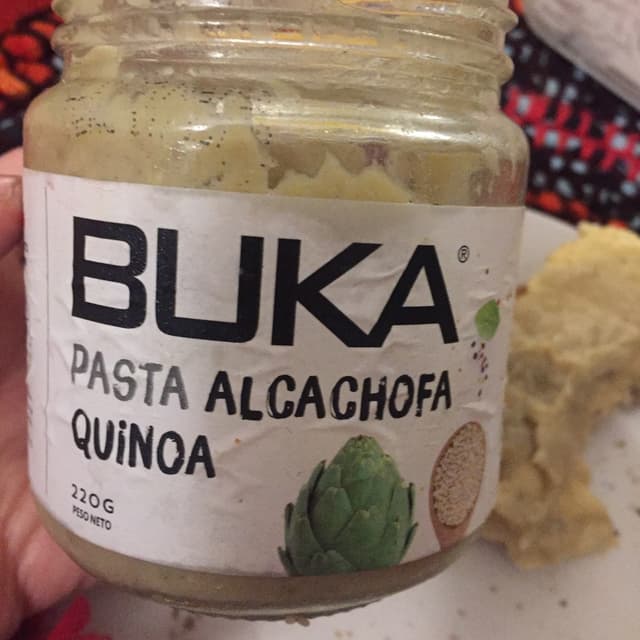 BUKA®
PASTA ALCACHOFA
QUiNOA
220G
PESO NETO